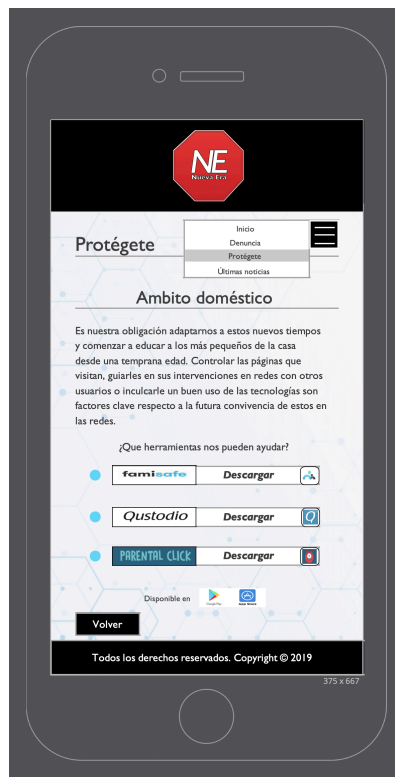 NE
Nueva Era
Protégete
Inicio
Denuncia
Protégete
Últimas noticias
Ambito doméstico
Es nuestra obligación adaptarnos a estos nuevos tiempos
y comenzar a educar a los más pequeños de la casa
desde una temprana edad. Controlar las páginas que
visitan, guiarles en sus intervenciones en redes con otros
usuarios o inculcarle un buen uso de las tecnologías son
factores clave respecto a la futura convivencia de estos en
las redes.
¿Que herramientas nos pueden ayudar?
famisafe Descargar
Qustodio Descargar Q
PARENTAL CLICK Descargar
Disponible en Google Play
Volver
Todos los derechos reservados. Copyright © 2019
375 x 667